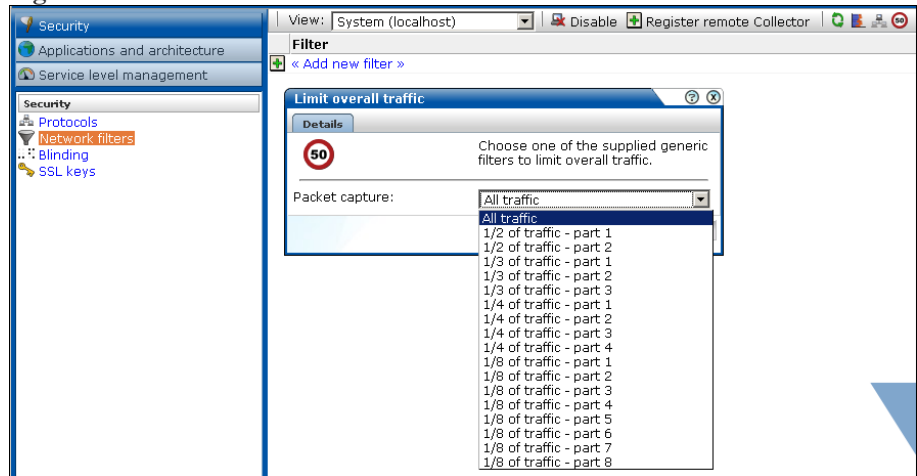 Security
Applications and architecture
Service level management
Security
Protocols
Network filters
Blinding
SSL keys
View: System (localhost) Disable Register remote Collector 50
Filter
« Add new filter »
Limit overall traffic
Details
50
Choose one of the supplied generic
filters to limit overall traffic.
Packet capture: All traffic
All traffic
1/2 of traffic - part 1
1/2 of traffic - part 2
1/3 of traffic - part 1
1/3 of traffic - part 2
1/3 of traffic - part 3
1/4 of traffic - part 1
1/4 of traffic - part 2
1/4 of traffic - part 3
1/4 of traffic - part 4
1/8 of traffic - part 1
1/8 of traffic - part 2
1/8 of traffic - part 3
1/8 of traffic - part 4
1/8 of traffic - part 5
1/8 of traffic - part 6
1/8 of traffic - part 7
1/8 of traffic - part 8